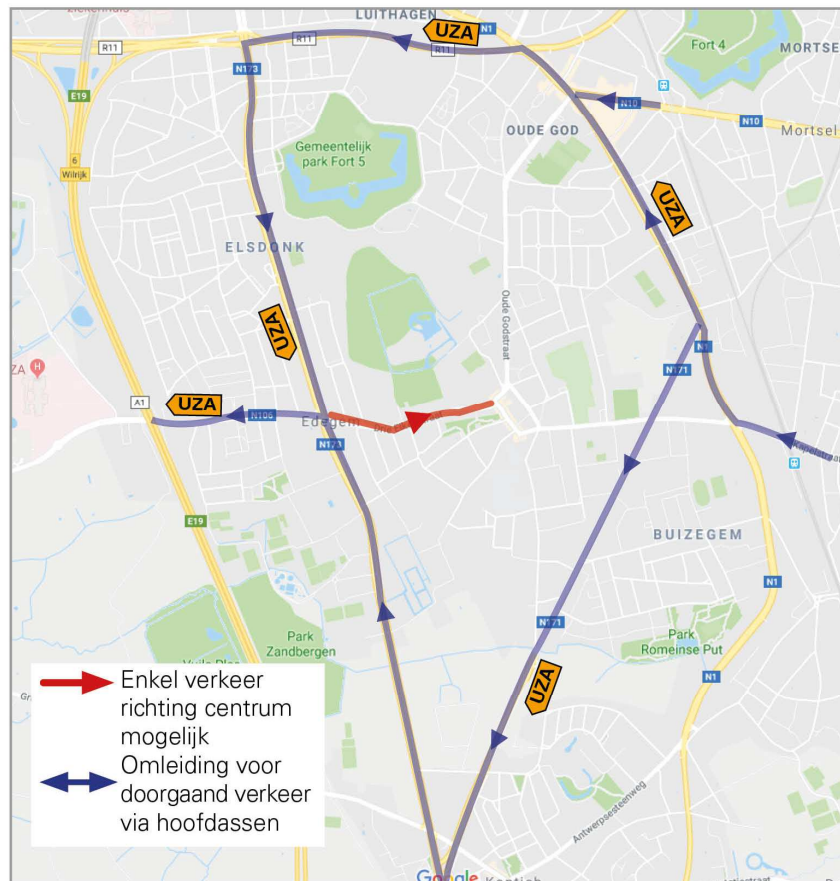 LUITHAGEN
N1
R11
R11
R11
UZA
Fort 4
N173
E19
Gemeentelijk
park Fort 5
OUDE GOD
N10
N10
Mortsel
6
Wilrijk
ELSDONK
UZA
UZA
Oude Godstraat
N1
N171
H
A1
UZA
N106
Edegem
N173
Kapelstraat
E19
BUIZEGEM
N1
N171
Park
Zandbergen
Park
Romeinse Put
UZA
N1
Enkel verkeer
richting centrum
mogelijk
Omleiding voor
doorgaand verkeer
via hoofdassen
Antwerpsesteenweg
Google